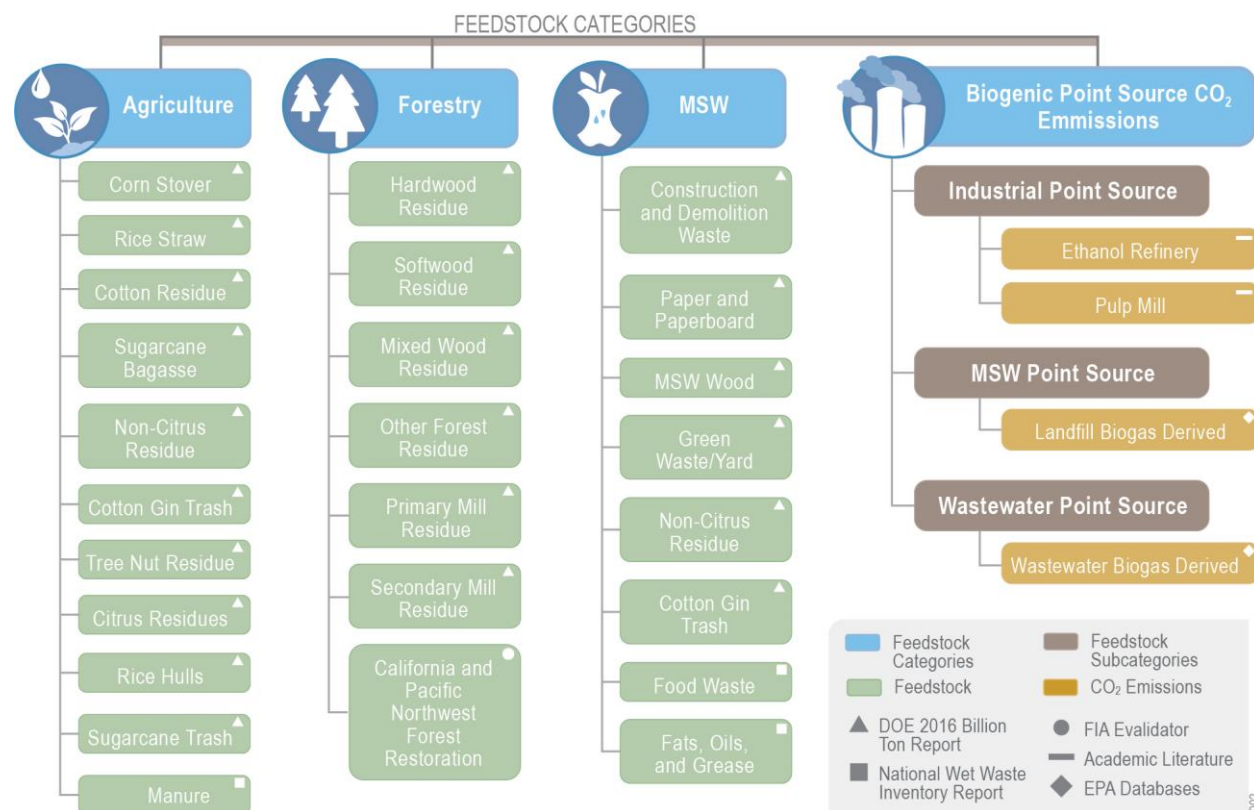 FEEDSTOCK CATEGORIES
Agriculture
Corn Stover
Rice Straw
Cotton Residue
Sugarcane
Bagasse
Non-Citrus
Residue
Cotton Gin Trash
Tree Nut Residue
Citrus Residues
Rice Hulls
Sugarcane Trash
Manure
Forestry
Hardwood
Residue
Softwood
Residue
Mixed Wood
Residue
Other Forest
Residue
Primary Mill
Residue
Secondary Mill
Residue
California and
Pacific
Northwest
Forest
Restoration
MSW
Construction
and Demolition
Waste
Paper and
Paperboard
MSW Wood
Green
Waste/Yard
Non-Citrus
Residue
Cotton Gin
Trash
Food Waste
Fats, Oils,
and Grease
Biogenic Point Source CO₂
Emmissions
Industrial Point Source
Ethanol Refinery
Pulp Mill
MSW Point Source
Landfill Biogas Derived
Wastewater Point Source
Wastewater Biogas Derived
Feedstock
Categories
Feedstock
Subcategories
Feedstock
CO₂ Emissions
DOE 2016 Billion
Ton Report
National Wet Waste
Inventory Report
FIA Evalidator
Academic Literature
EPA Databases